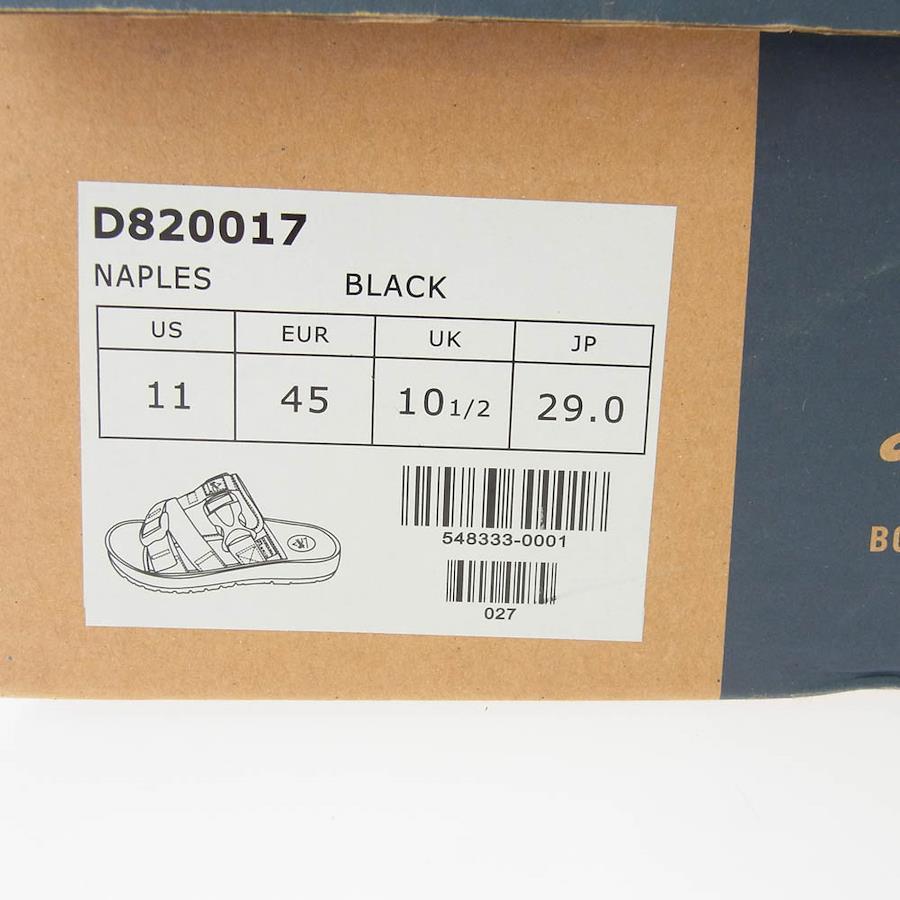 D820017
NAPLES BLACK
US EUR UK JP
11 45 10 1/2 29.0
548333-0001
027